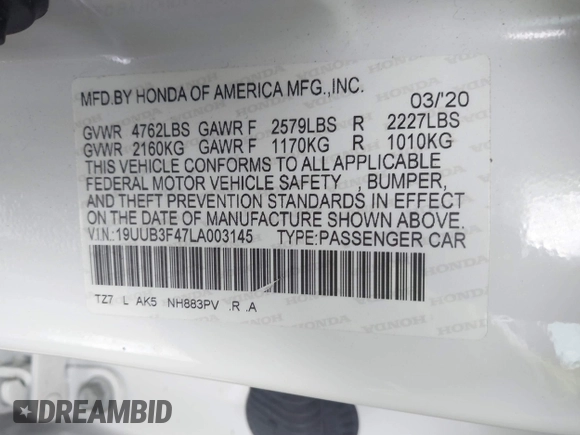 MFD.BY HONDA OF AMERICA MFG.,INC. 03/'20
GVWR 4762LBS GAWR F 2579LBS R 2227LBS
GVWR 2160KG GAWR F 1170KG R 1010KG
THIS VEHICLE CONFORMS TO ALL APPLICABLE
FEDERAL MOTOR VEHICLE SAFETY , BUMPER,
AND THEFT PREVENTION STANDARDS IN EFFECT
ON THE DATE OF MANUFACTURE SHOWN ABOVE.
V1N:19UUB3F47LA003145 TYPE:PASSENGER CAR
TZ7 L AK5 NH883PV .R .A
DREAMBID